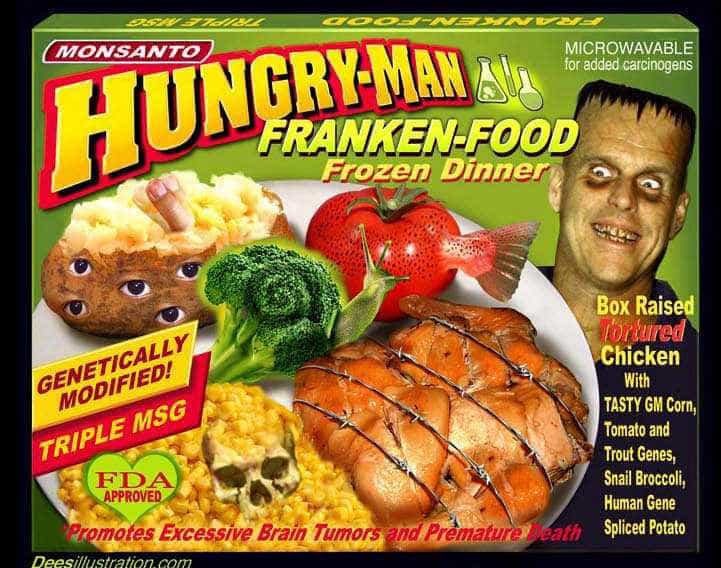 TRIPLE MSG
FRANKEN-FOOD
FRANKEN-FOOD
MONSANTO
HUNGRY-MAN
FRANKEN-FOOD
Frozen Dinner
MICROWAVABLE
for added carcinogens
Box Raised
Tortured
Chicken
With
TASTY GM Corn,
Tomato and
Trout Genes,
Snail Broccoli,
Human Gene
Spliced Potato
GENETICALLY
MODIFIED!
TRIPLE MSG
FDA
APPROVED
*Promotes Excessive Brain Tumors and Premature Death
Deesillustration.com